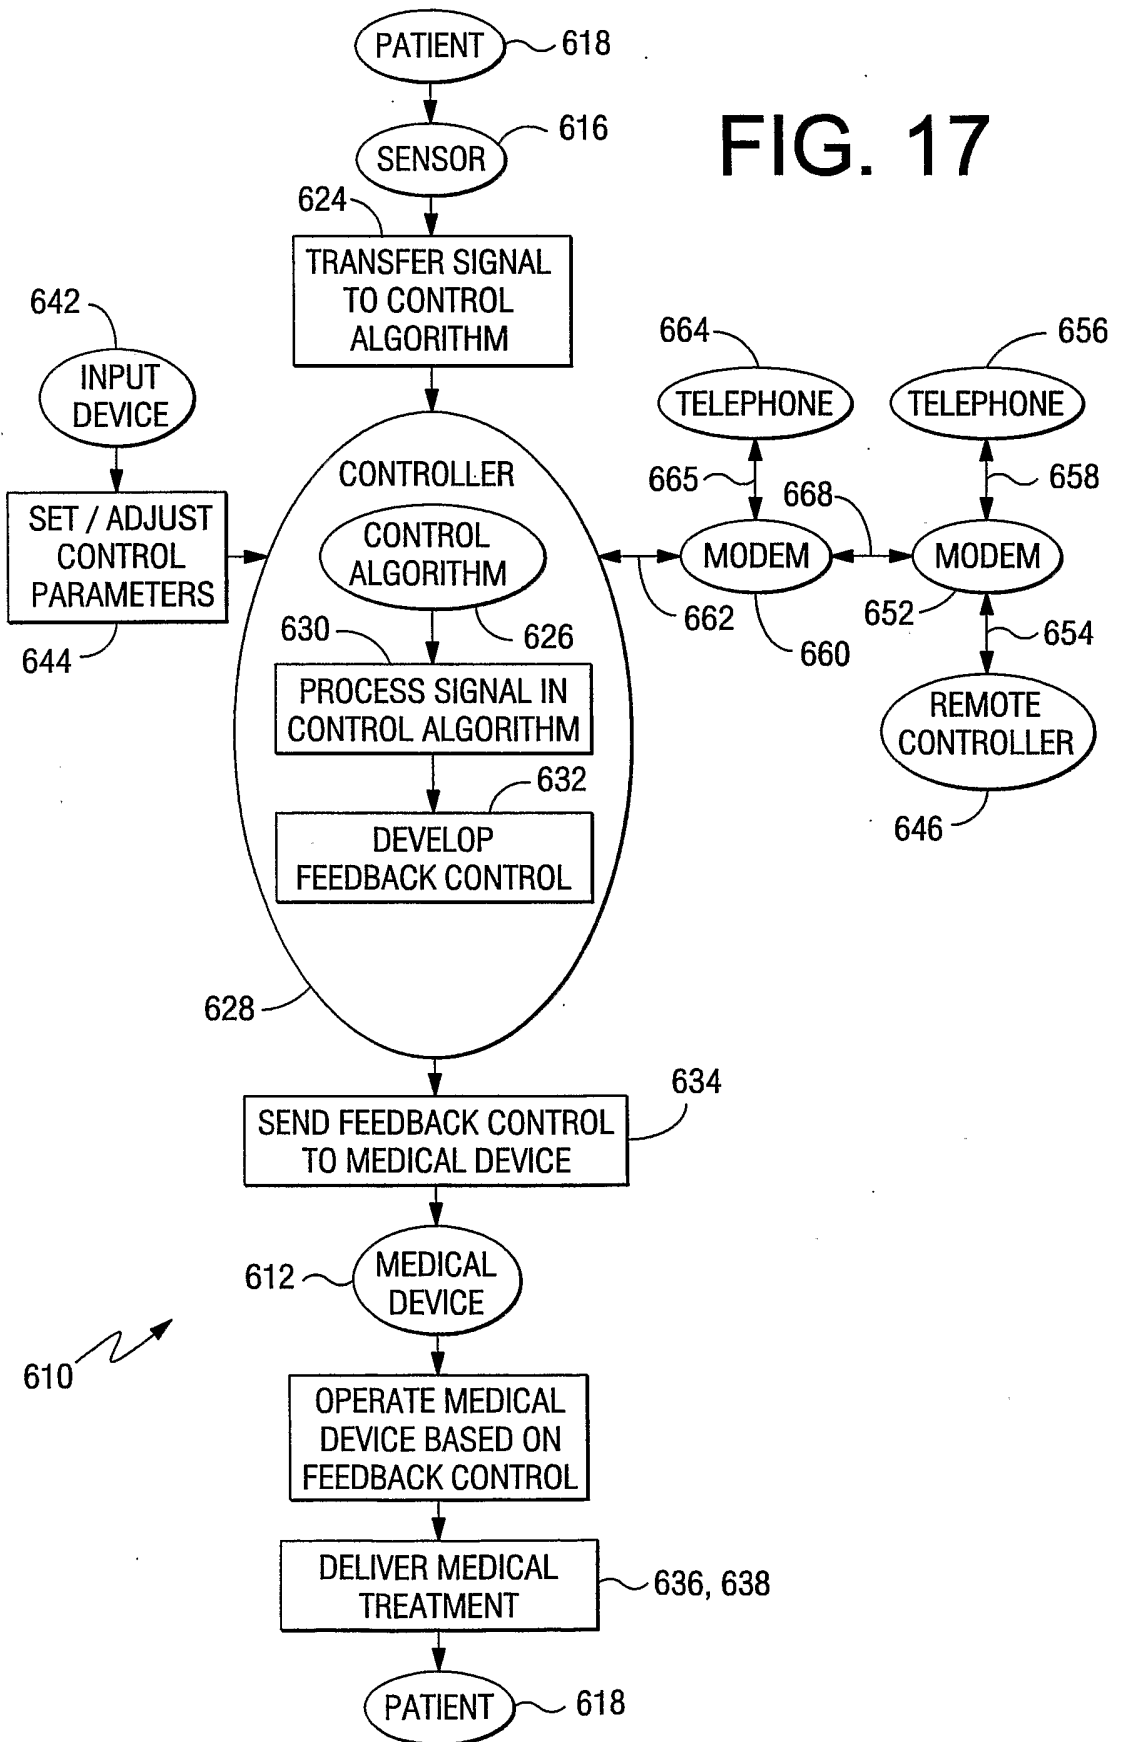 PATIENT
618
FIG. 17
SENSOR
616
624
TRANSFER SIGNAL
TO CONTROL
ALGORITHM
642
INPUT
DEVICE
SET / ADJUST
CONTROL
PARAMETERS
644
CONTROLLER
CONTROL
ALGORITHM
626
630
PROCESS SIGNAL IN
CONTROL ALGORITHM
632
DEVELOP
FEEDBACK CONTROL
628
664
TELEPHONE
665
656
TELEPHONE
658
668
MODEM
662
660
MODEM
652
654
REMOTE
CONTROLLER
646
634
SEND FEEDBACK CONTROL
TO MEDICAL DEVICE
612
MEDICAL
DEVICE
610
OPERATE MEDICAL
DEVICE BASED ON
FEEDBACK CONTROL
DELIVER MEDICAL
TREATMENT
636, 638
PATIENT
618